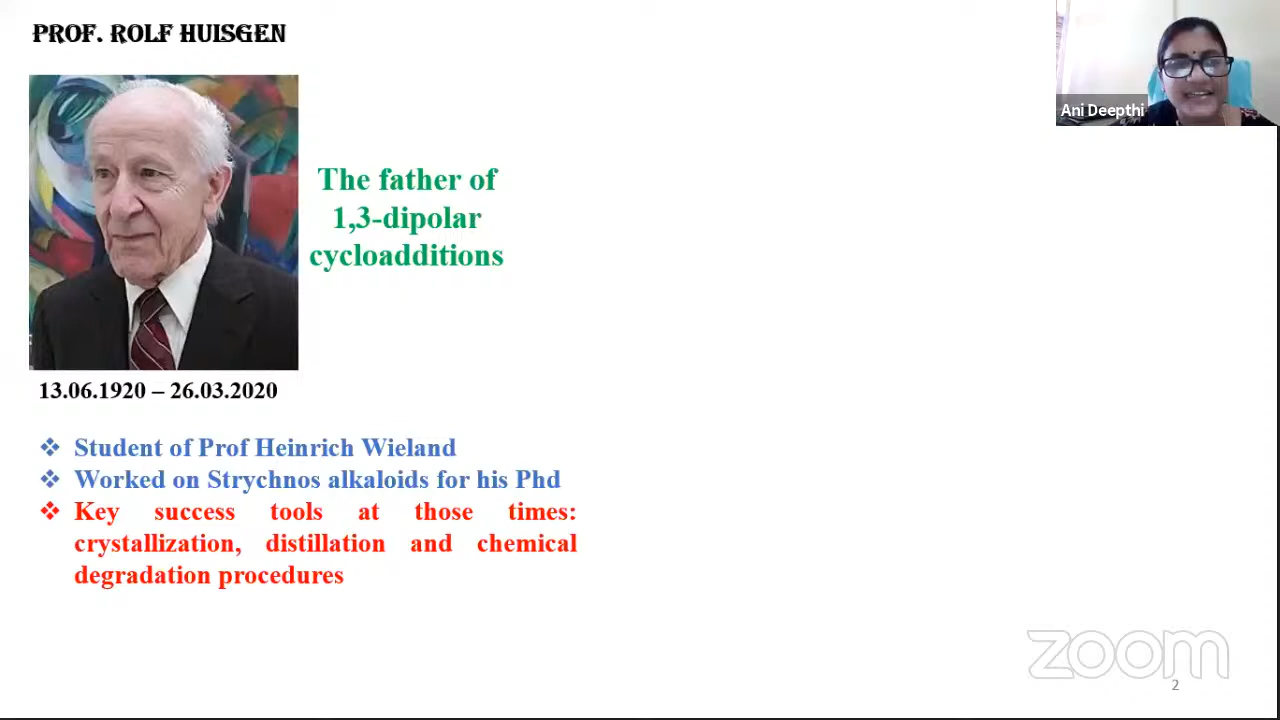 PROF. ROLF HUISGEN
Ani Deepthi
The father of
1,3-dipolar
cycloadditions
13.06.1920 – 26.03.2020
❖ Student of Prof Heinrich Wieland
❖ Worked on Strychnos alkaloids for his Phd
❖ Key success tools at those times:
crystallization, distillation and chemical
degradation procedures
zoom
2